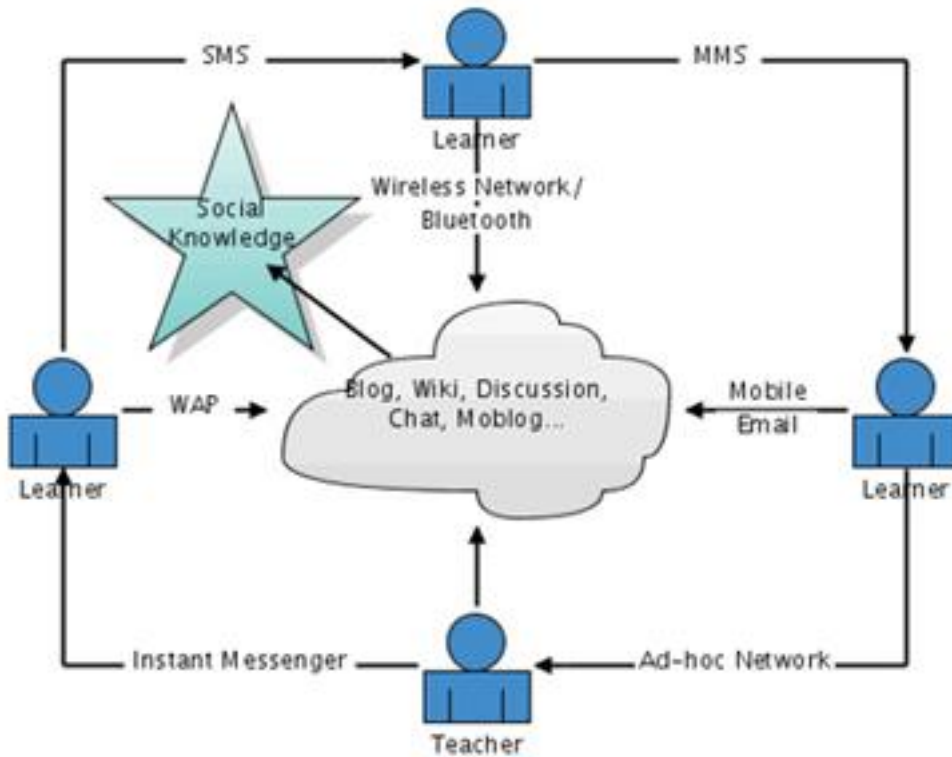 SMS
MMS
Learner
Wireless Network/
Bluetooth
Social
Knowledge
Blog, Wiki, Discussion,
Chat, Moblog...
WAP
Mobile
Email
Learner
Learner
Instant Messenger
Ad-hoc Network
Teacher